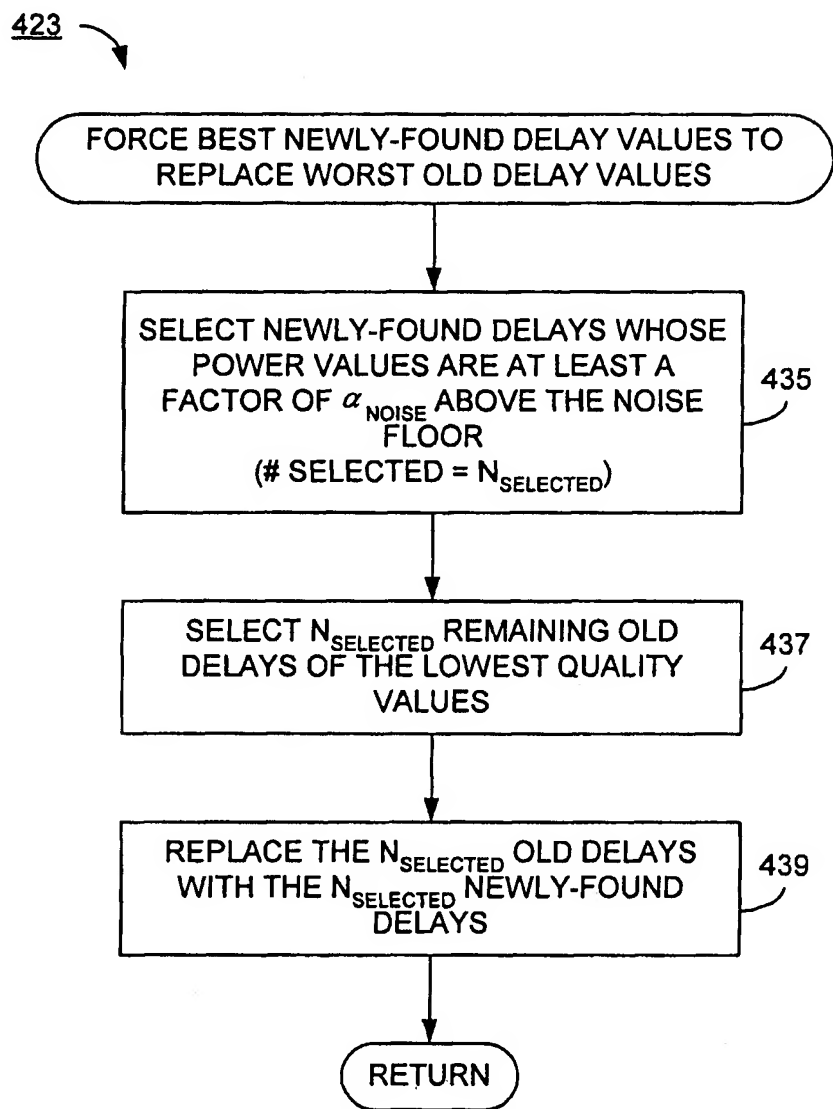 423
FORCE BEST NEWLY-FOUND DELAY VALUES TO
REPLACE WORST OLD DELAY VALUES
SELECT NEWLY-FOUND DELAYS WHOSE
POWER VALUES ARE AT LEAST A
FACTOR OF α NOISE ABOVE THE NOISE
FLOOR
(# SELECTED = NSELECTED)
435
SELECT NSELECTED REMAINING OLD
DELAYS OF THE LOWEST QUALITY
VALUES
437
REPLACE THE NSELECTED OLD DELAYS
WITH THE NSELECTED NEWLY-FOUND
DELAYS
439
RETURN